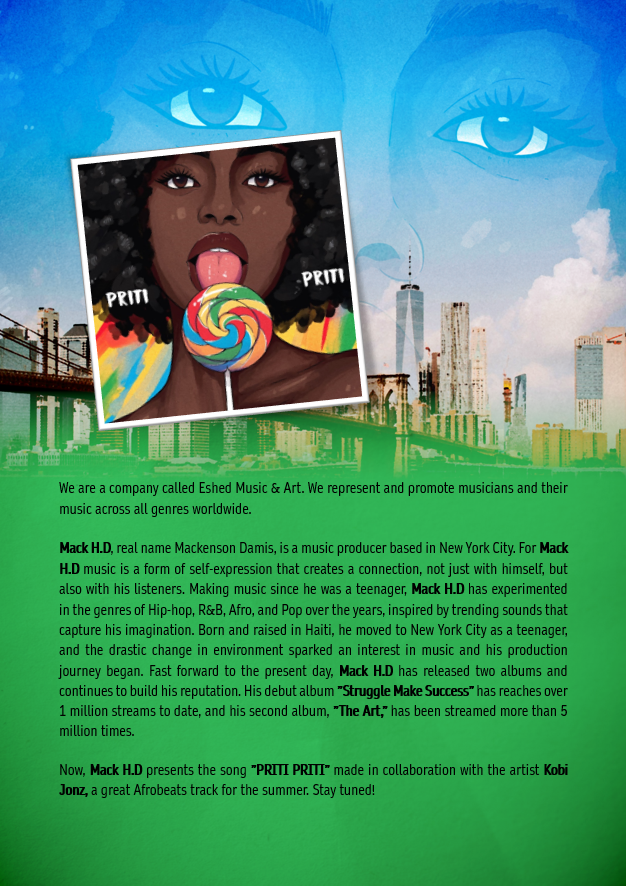 PRITI
PRITI
We are a company called Eshed Music & Art. We represent and promote musicians and their
music across all genres worldwide.
Mack H.D, real name Mackenson Damis, is a music producer based in New York City. For Mack
H.D music is a form of self-expression that creates a connection, not just with himself, but
also with his listeners. Making music since he was a teenager, Mack H.D has experimented
in the genres of Hip-hop, R&B, Afro, and Pop over the years, inspired by trending sounds that
capture his imagination. Born and raised in Haiti, he moved to New York City as a teenager,
and the drastic change in environment sparked an interest in music and his production
journey began. Fast forward to the present day, Mack H.D has released two albums and
continues to build his reputation. His debut album "Struggle Make Success" has reaches over
1 million streams to date, and his second album, "The Art," has been streamed more than 5
million times.
Now, Mack H.D presents the song "PRITI PRITI" made in collaboration with the artist Kobi
Jonz, a great Afrobeats track for the summer. Stay tuned!